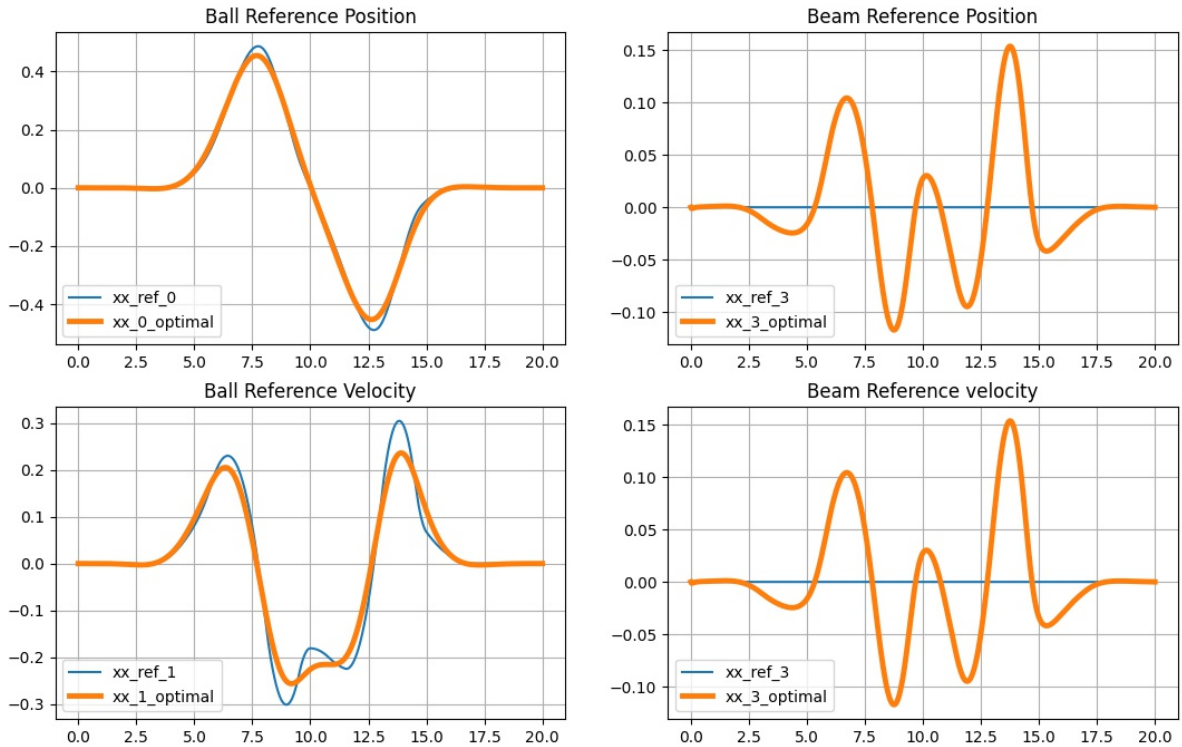 Ball Reference Position
0.4
0.2
0.0
−0.2
−0.4
xx_ref_0
xx_0_optimal
0.0 2.5 5.0 7.5 10.0 12.5 15.0 17.5 20.0
Beam Reference Position
0.15
0.10
0.05
0.00
−0.05
−0.10
xx_ref_3
xx_3_optimal
0.0 2.5 5.0 7.5 10.0 12.5 15.0 17.5 20.0
Ball Reference Velocity
0.3
0.2
0.1
0.0
−0.1
−0.2
−0.3
xx_ref_1
xx_1_optimal
0.0 2.5 5.0 7.5 10.0 12.5 15.0 17.5 20.0
Beam Reference velocity
0.15
0.10
0.05
0.00
−0.05
−0.10
xx_ref_3
xx_3_optimal
0.0 2.5 5.0 7.5 10.0 12.5 15.0 17.5 20.0